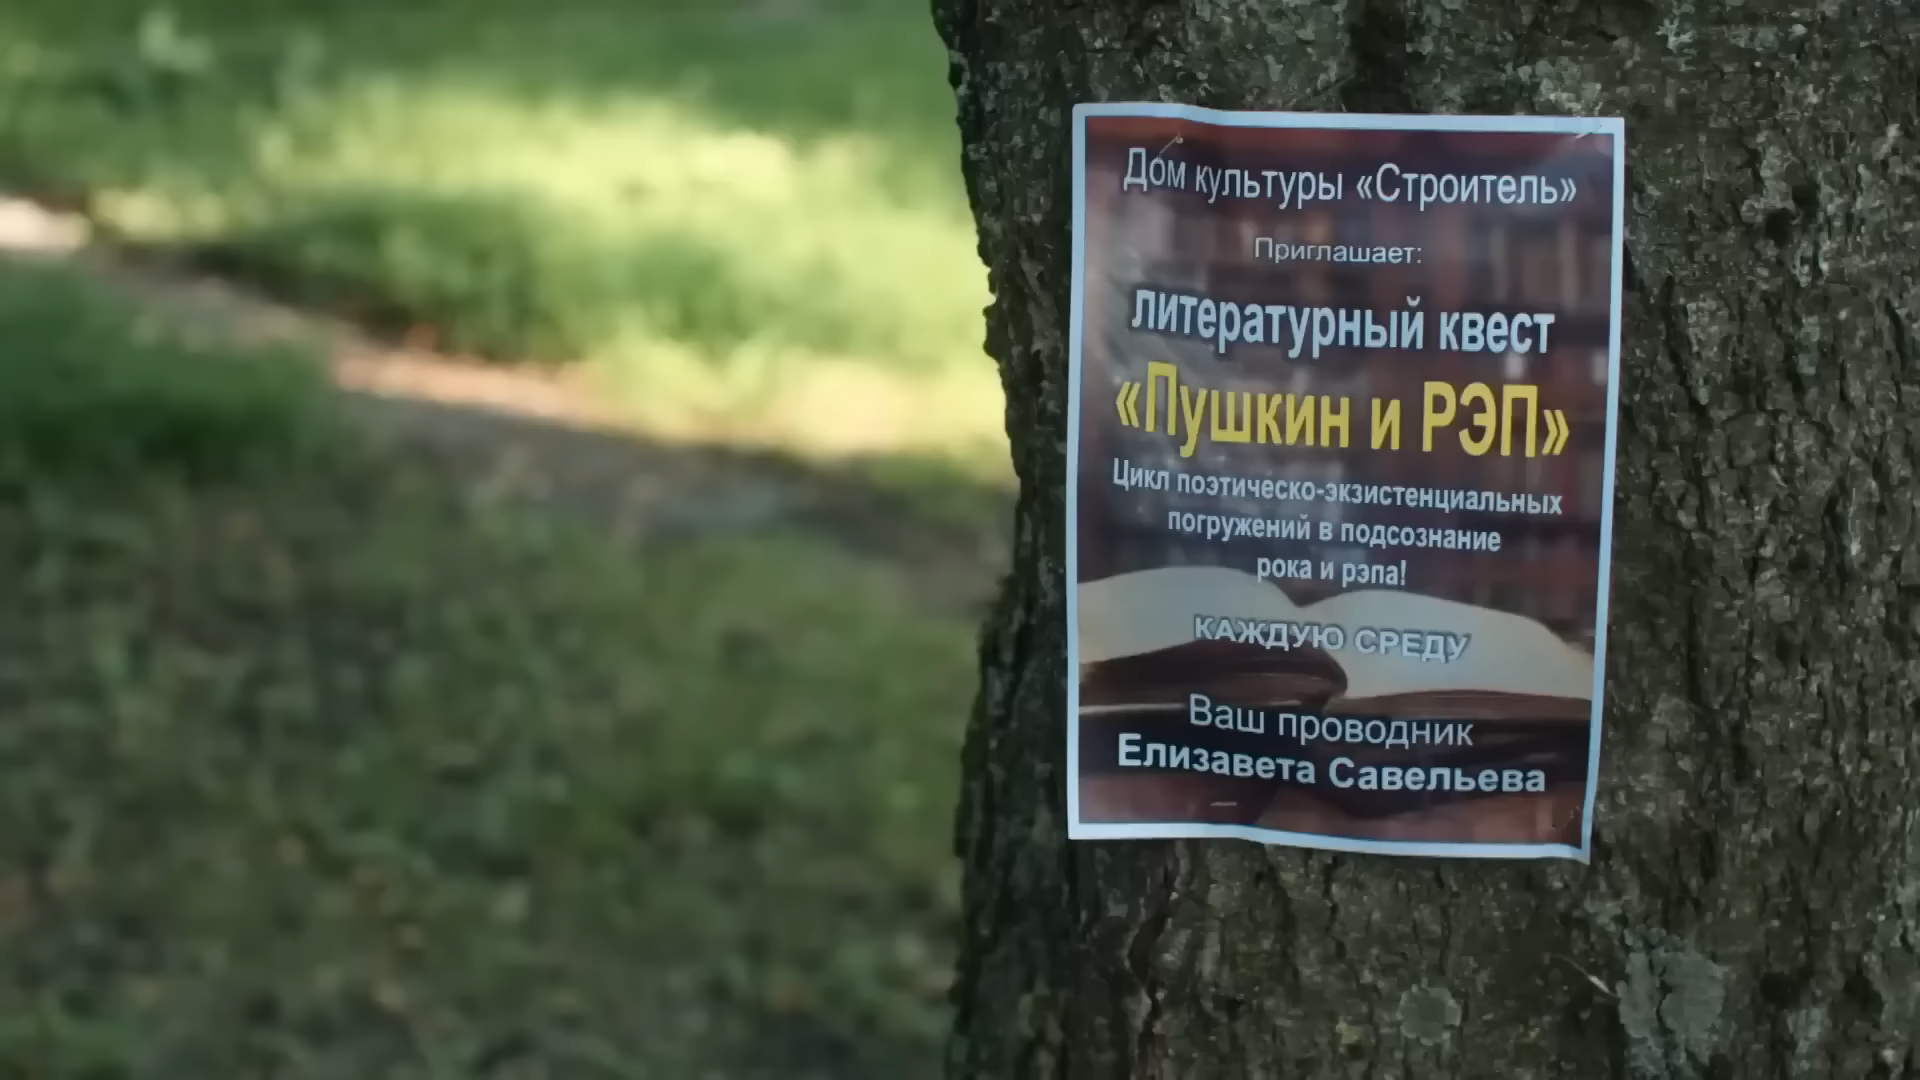 Дом культуры «Строитель»
Приглашает:
литературный квест
«Пушкин и РЭП»
Цикл поэтическо-экзистенциальных
погружений в подсознание
рока и рэпа!
КАЖДУЮ СРЕДУ
Ваш проводник
Елизавета Савельева